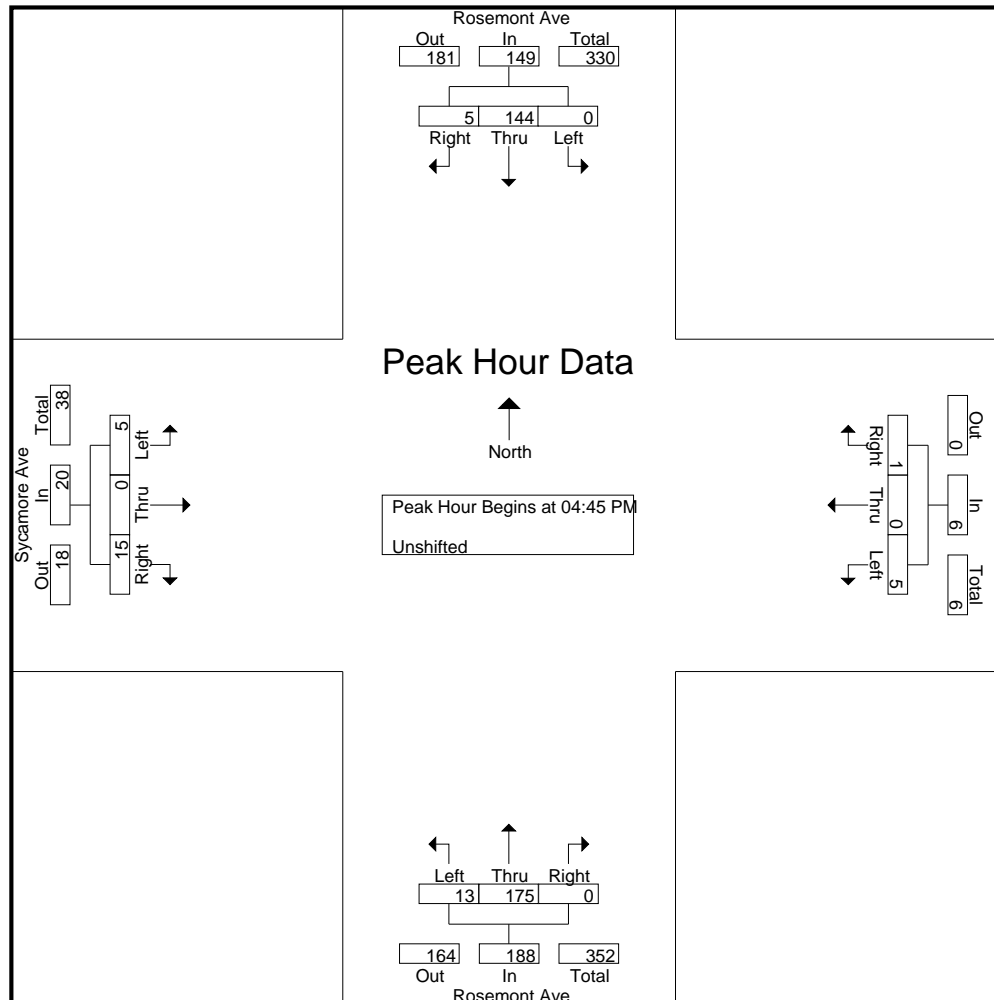 Rosemont Ave
Out In Total
181 149 330
5 144 0
Right Thru Left
Peak Hour Data
North
Peak Hour Begins at 04:45 PM
Unshifted
Sycamore Ave
Out In Total
18 20 38
15 0 5
Right Thru Left
Out In Total
0 6 6
1 0 5
Right Thru Left
Left Thru Right
13 175 0
164 188 352
Out In Total
Rosemont Ave